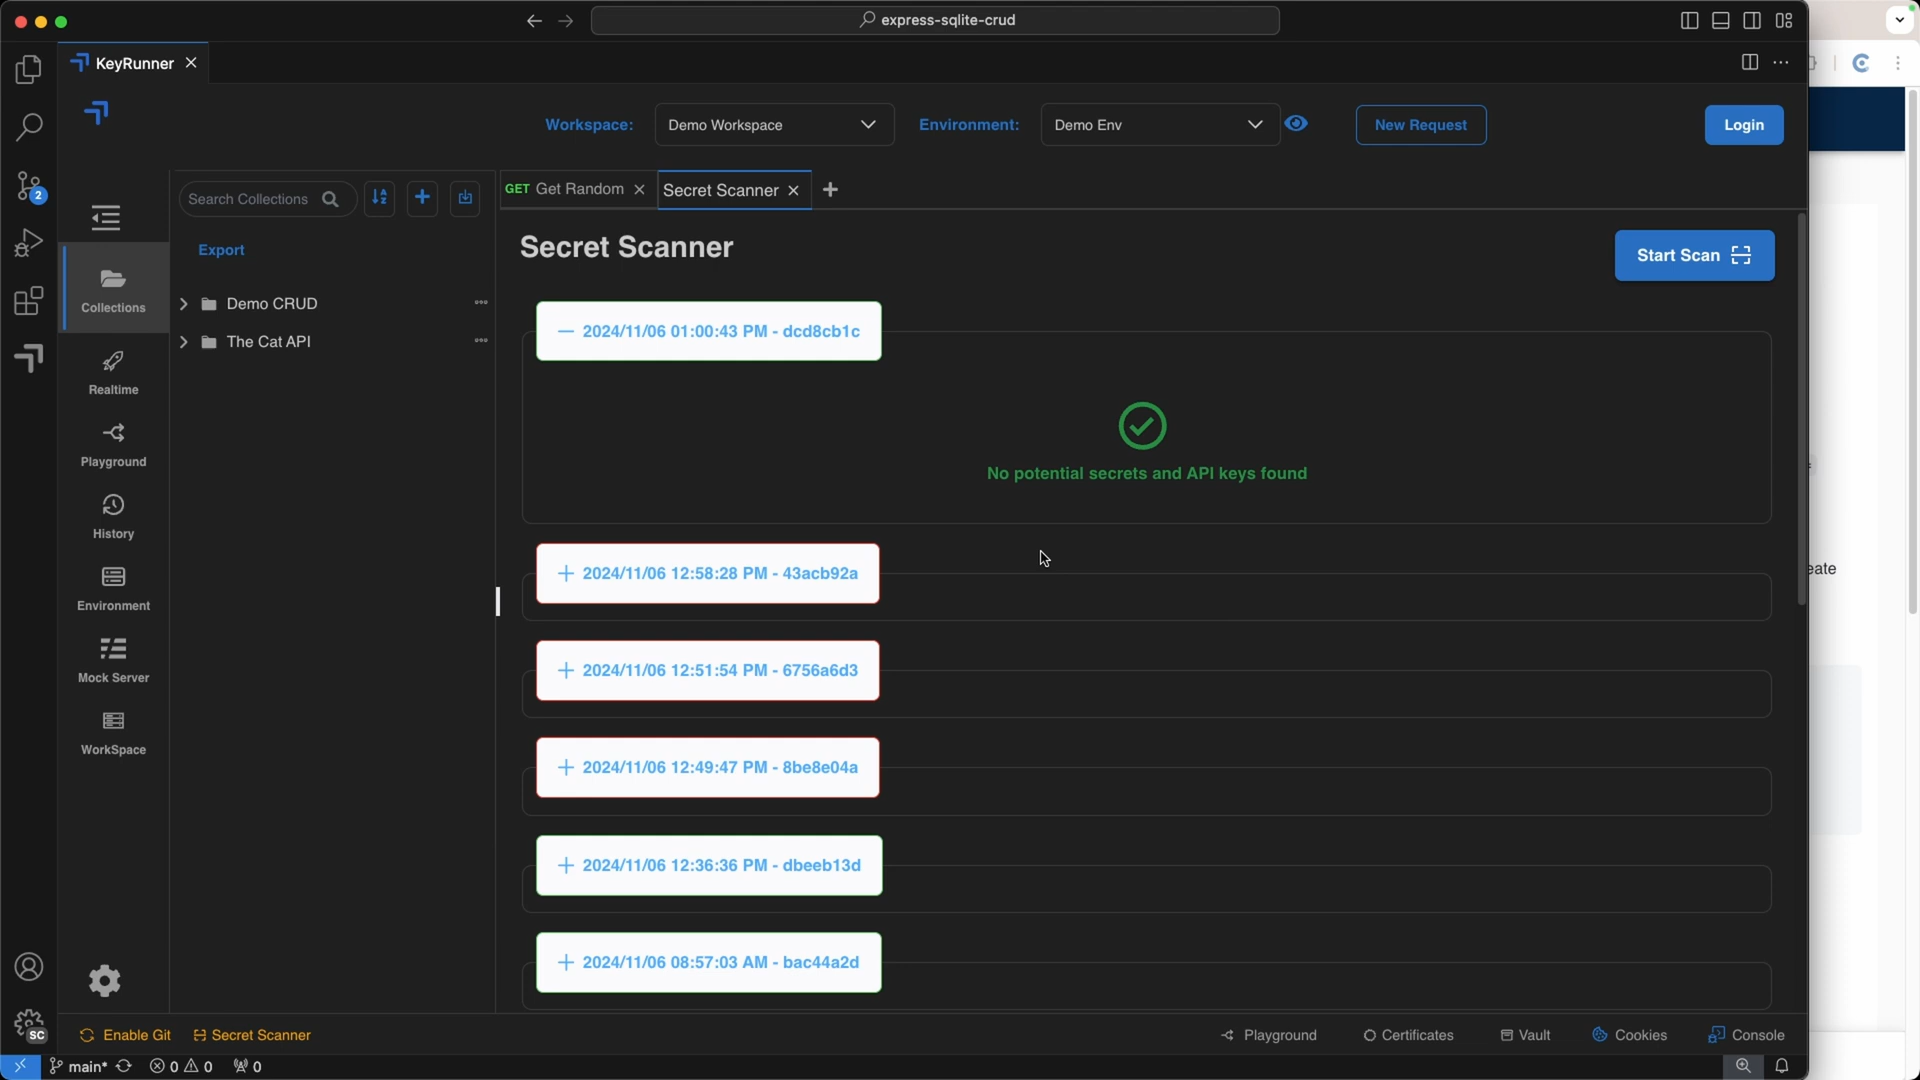 express-sqlite-crud
KeyRunner
Workspace:
Demo Workspace
Environment:
Demo Env
New Request
Login
2
Search Collections
GET Get Random
Secret Scanner
Export
Secret Scanner
Start Scan
Collections
Demo CRUD
The Cat API
2024/11/06 01:00:43 PM - dcd8cb1c
No potential secrets and API keys found
Realtime
Playground
History
Environment
Mock Server
WorkSpace
2024/11/06 12:58:28 PM - 43acb92a
eate
2024/11/06 12:51:54 PM - 6756a6d3
2024/11/06 12:49:47 PM - 8be8e04a
2024/11/06 12:36:36 PM - dbeeb13d
2024/11/06 08:57:03 AM - bac44a2d
SC
Enable Git
Secret Scanner
Playground
Certificates
Vault
Cookies
Console
main*
0
0
0